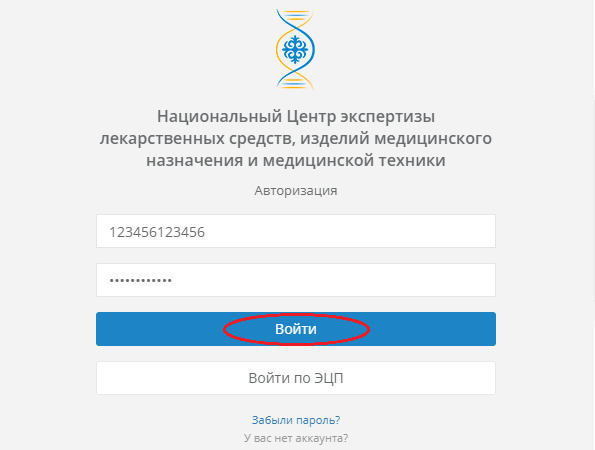 Национальный Центр экспертизы
лекарственных средств, изделий медицинского
назначения и медицинской техники
Авторизация
123456123456
••••••••••••
Войти
Войти по ЭЦП
Забыли пароль?
У вас нет аккаунта?